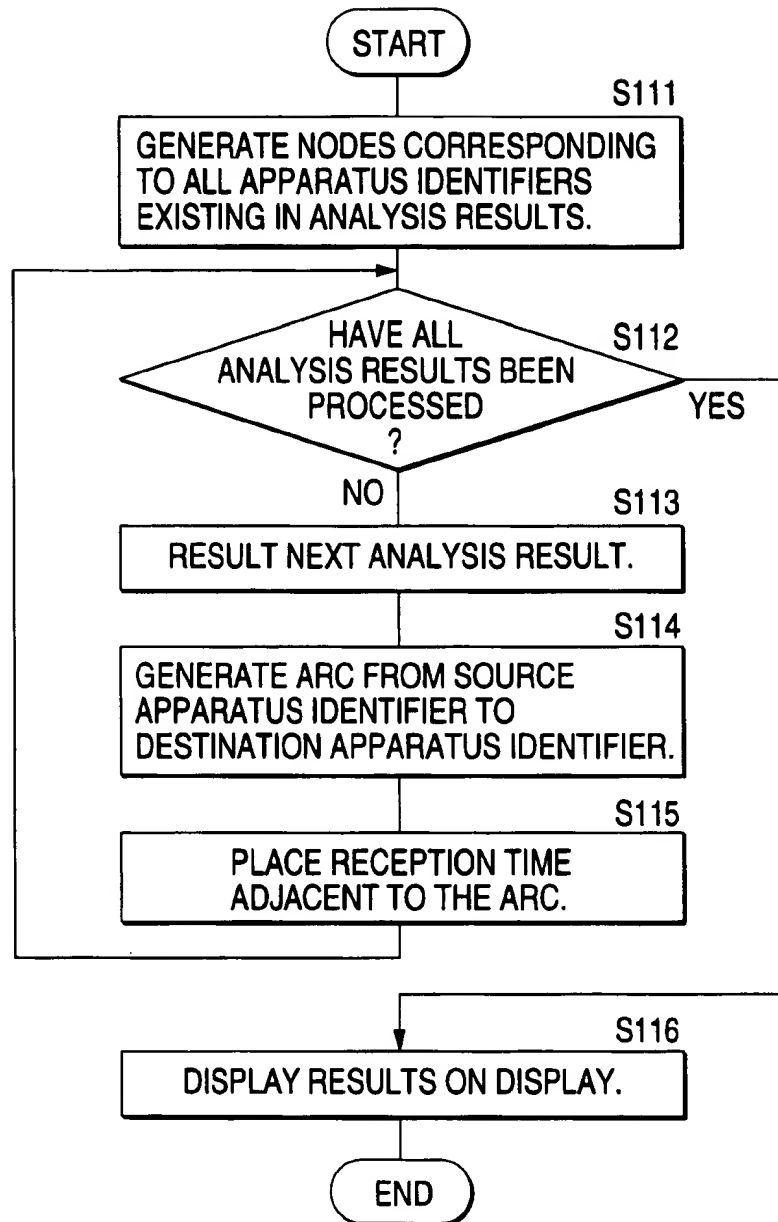 START
S111
GENERATE NODES CORRESPONDING
TO ALL APPARATUS IDENTIFIERS
EXISTING IN ANALYSIS RESULTS.
S112
HAVE ALL
ANALYSIS RESULTS BEEN
PROCESSED
?
YES
NO
S113
RESULT NEXT ANALYSIS RESULT.
S114
GENERATE ARC FROM SOURCE
APPARATUS IDENTIFIER TO
DESTINATION APPARATUS IDENTIFIER.
S115
PLACE RECEPTION TIME
ADJACENT TO THE ARC.
S116
DISPLAY RESULTS ON DISPLAY.
END